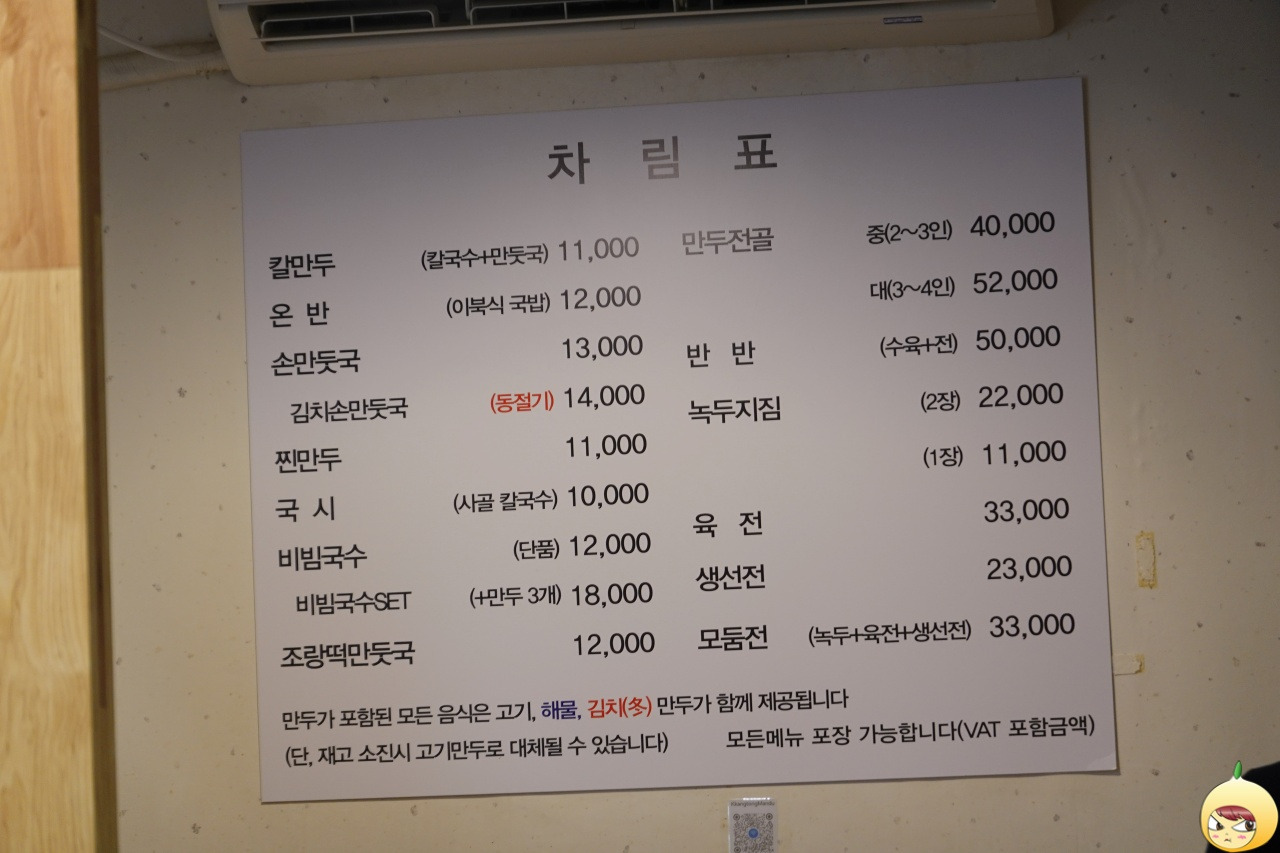 차 림 표
칼만두 (칼국수+만둣국) 11,000
온 반 (이북식 국밥) 12,000
손만둣국 13,000
김치손만둣국 (동절기) 14,000
찐만두 11,000
국 시 (사골 칼국수) 10,000
비빔국수 (단품) 12,000
비빔국수SET (+만두 3개) 18,000
조랑떡만둣국 12,000
만두전골 중(2~3인) 40,000
대(3~4인) 52,000
반 반 (수육+전) 50,000
녹두지짐 (2장) 22,000
(1장) 11,000
육 전 33,000
생선전 23,000
모둠전 (녹두+육전+생선전) 33,000
만두가 포함된 모든 음식은 고기, 해물, 김치(冬) 만두가 함께 제공됩니다
(단, 재고 소진시 고기만두로 대체될 수 있습니다)
모든메뉴 포장 가능합니다(VAT 포함금액)